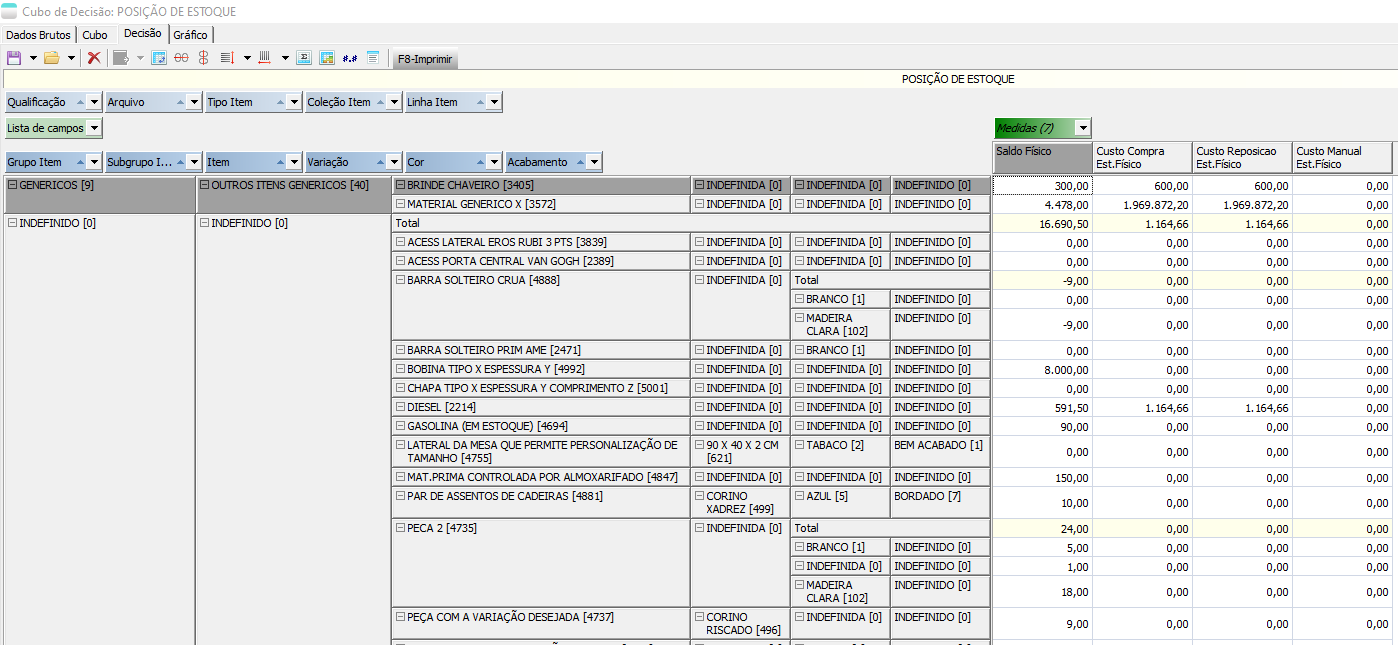 Cubo de Decisão: POSIÇÃO DE ESTOQUE
Dados Brutos Cubo Decisão Gráfico
F8-Imprimir
POSIÇÃO DE ESTOQUE
Qualificação Arquivo Tipo Item Coleção Item Linha Item
Lista de campos Medidas (7)
Grupo Item Subgrupo I... Item Variação Cor Acabamento Saldo Físico Custo Compra Est.Físico Custo Reposicao Est.Físico Custo Manual Est.Físico
GENERICOS [9] OUTROS ITENS GENERICOS [40] BRINDE CHAVEIRO [3405] INDEFINIDA [0] INDEFINIDA [0] INDEFINIDO [0] 300,00 600,00 600,00 0,00
MATERIAL GENERICO X [3572] INDEFINIDA [0] INDEFINIDA [0] INDEFINIDO [0] 4.478,00 1.969.872,20 1.969.872,20 0,00
INDEFINIDO [0] INDEFINIDO [0] Total 16.690,50 1.164,66 1.164,66 0,00
ACESS LATERAL EROS RUBI 3 PTS [3839] INDEFINIDA [0] INDEFINIDA [0] INDEFINIDO [0] 0,00 0,00 0,00 0,00
ACESS PORTA CENTRAL VAN GOGH [2389] INDEFINIDA [0] INDEFINIDA [0] INDEFINIDO [0] 0,00 0,00 0,00 0,00
BARRA SOLTEIRO CRUA [4888] INDEFINIDA [0] Total -9,00 0,00 0,00 0,00
BRANCO [1] INDEFINIDO [0] 0,00 0,00 0,00 0,00
MADEIRA CLARA [102] INDEFINIDO [0] -9,00 0,00 0,00 0,00
BARRA SOLTEIRO PRIM AME [2471] INDEFINIDA [0] BRANCO [1] INDEFINIDO [0] 0,00 0,00 0,00 0,00
BOBINA TIPO X ESPESSURA Y [4992] INDEFINIDA [0] INDEFINIDA [0] INDEFINIDO [0] 8.000,00 0,00 0,00 0,00
CHAPA TIPO X ESPESSURA Y COMPRIMENTO Z [5001] INDEFINIDA [0] INDEFINIDA [0] INDEFINIDO [0] 0,00 0,00 0,00 0,00
DIESEL [2214] INDEFINIDA [0] INDEFINIDA [0] INDEFINIDO [0] 591,50 1.164,66 1.164,66 0,00
GASOLINA (EM ESTOQUE) [4694] INDEFINIDA [0] INDEFINIDA [0] INDEFINIDO [0] 90,00 0,00 0,00 0,00
LATERAL DA MESA QUE PERMITE PERSONALIZAÇÃO DE TAMANHO [4755] 90 X 40 X 2 CM [621] TABACO [2] BEM ACABADO [1] 0,00 0,00 0,00 0,00
MAT.PRIMA CONTROLADA POR ALMOXARIFADO [4847] INDEFINIDA [0] INDEFINIDA [0] INDEFINIDO [0] 150,00 0,00 0,00 0,00
PAR DE ASSENTOS DE CADEIRAS [4881] CORINO XADREZ [499] AZUL [5] BORDADO [7] 10,00 0,00 0,00 0,00
PECA 2 [4735] INDEFINIDA [0] Total 24,00 0,00 0,00 0,00
BRANCO [1] INDEFINIDO [0] 5,00 0,00 0,00 0,00
INDEFINIDA [0] INDEFINIDO [0] 1,00 0,00 0,00 0,00
MADEIRA CLARA [102] INDEFINIDO [0] 18,00 0,00 0,00 0,00
PEÇA COM A VARIAÇÃO DESEJADA [4737] CORINO RISCADO [496] INDEFINIDA [0] INDEFINIDO [0] 9,00 0,00 0,00 0,00